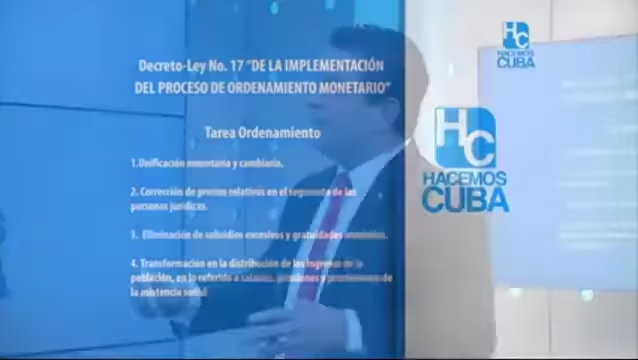 HC
HACEMOS
CUBA
Decreto-Ley No. 17 "DE LA IMPLEMENTACIÓN
DEL PROCESO DE ORDENAMIENTO MONETARIO"
Tarea Ordenamiento
1.Unificación monetaria y cambiaria.
2. Corrección de precios relativos en el segmento de las
personas jurídicas.
3. Eliminación de subsidios excesivos y gratuidades
4. Transformación en la distribución de los ingresos de la
población, en lo referido a salarios, pensiones y prestaciones de
la asistencia social
HC
HACEMOS
CUBA